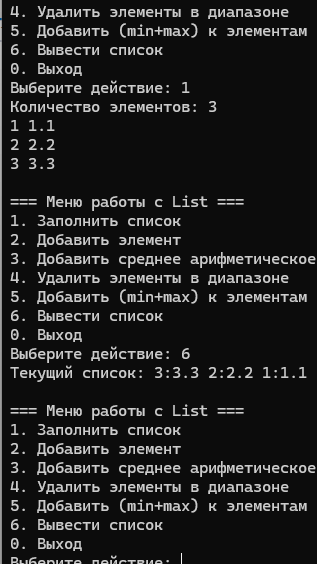 4. Удалить элементы в диапазоне
5. Добавить (min+max) к элементам
6. Вывести список
0. Выход
Выберите действие: 1
Количество элементов: 3
1 1.1
2 2.2
3 3.3
=== Меню работы с List ===
1. Заполнить список
2. Добавить элемент
3. Добавить среднее арифметическое
4. Удалить элементы в диапазоне
5. Добавить (min+max) к элементам
6. Вывести список
0. Выход
Выберите действие: 6
Текущий список: 3:3.3 2:2.2 1:1.1
=== Меню работы с List ===
1. Заполнить список
2. Добавить элемент
3. Добавить среднее арифметическое
4. Удалить элементы в диапазоне
5. Добавить (min+max) к элементам
6. Вывести список
0. Выход
Выберите действие: